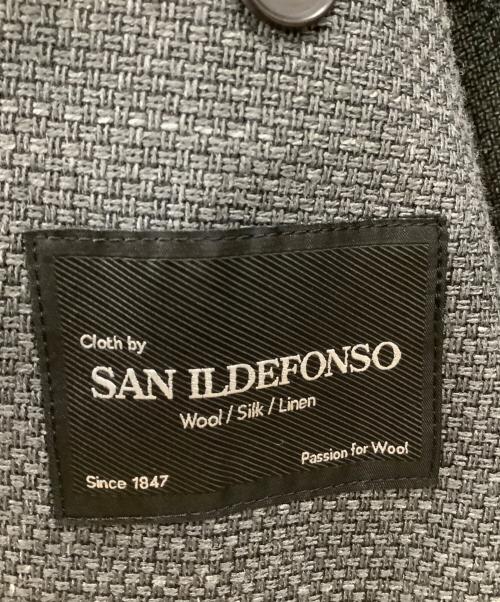 Cloth by
SAN ILDEFONSO
Wool / Silk / Linen
Passion for Wool
Since 1847